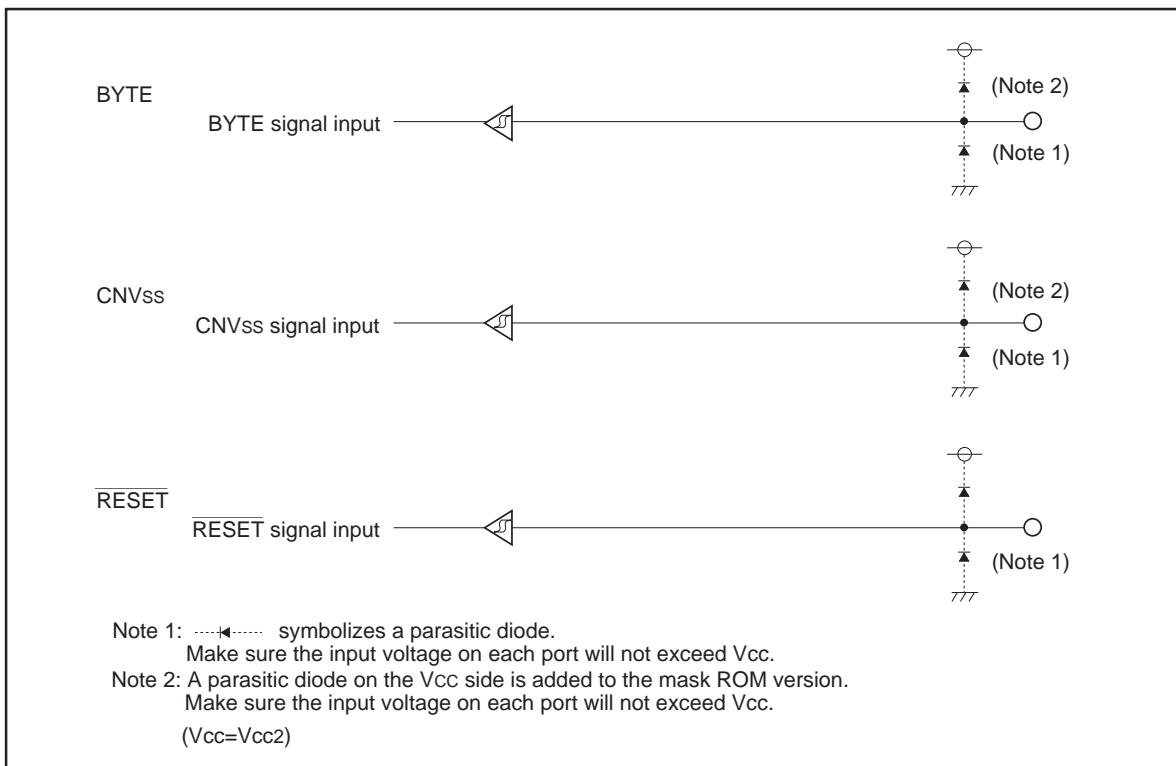 (Note 2)
BYTE
BYTE signal input
(Note 1)
(Note 2)
CNVss
CNVss signal input
(Note 1)
RESET
RESET signal input
(Note 1)
Note 1: symbolizes a parasitic diode.
Make sure the input voltage on each port will not exceed Vcc.
Note 2: A parasitic diode on the VCC side is added to the mask ROM version.
Make sure the input voltage on each port will not exceed Vcc.
(Vcc=Vcc2)